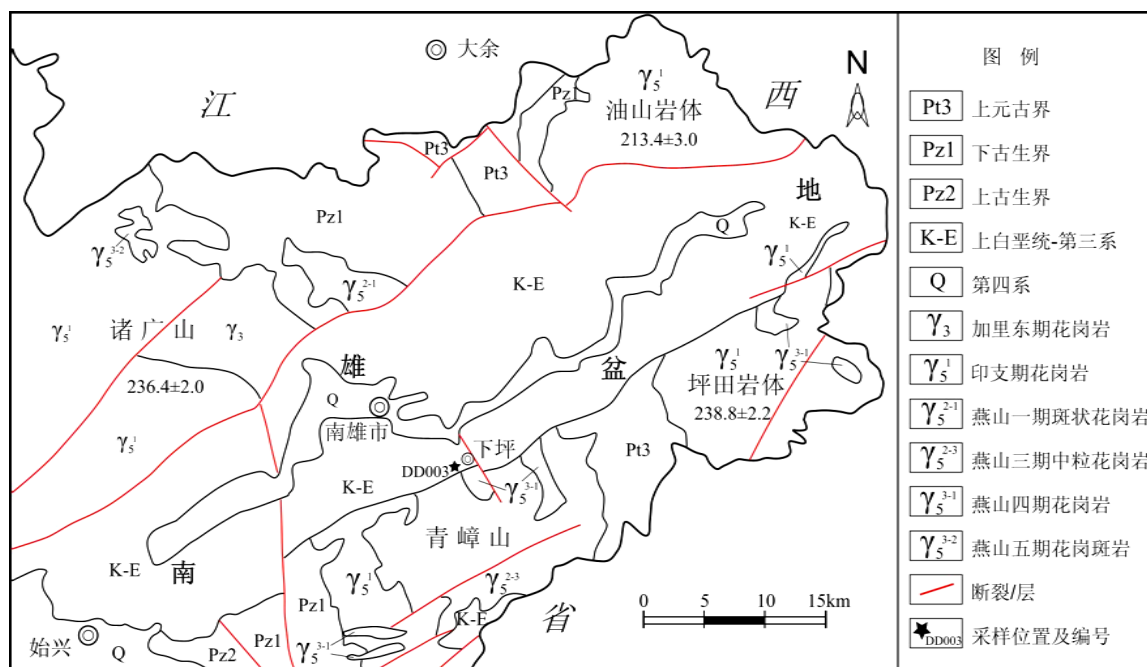 大余
江
西
N
γ₅¹
油山岩体
213.4±3.0
Pz1
Pt3
Pt3
地
Pz1
Q
K-E
γ₅¹
γ₅³⁻²
K-E
γ₅²⁻¹
γ₅¹
诸广山
γ₃
236.4±2.0
雄
盆
γ₅¹
γ₅³⁻¹
坪田岩体
238.8±2.2
Q
南雄市
γ₅¹
下坪
DD003
Pt3
K-E
γ₅³⁻¹
青嶂山
K-E
南
γ₅¹
γ₅²⁻³
Pz1
K-E
省
始兴
Q
Pz2
Pz1
γ₅³⁻¹
0 5 10 15km
图 例
Pt3 上元古界
Pz1 下古生界
Pz2 上古生界
K-E 上白垩统-第三系
Q 第四系
γ₃ 加里东期花岗岩
γ₅¹ 印支期花岗岩
γ₅²⁻¹ 燕山一期斑状花岗岩
γ₅²⁻³ 燕山三期中粒花岗岩
γ₅³⁻¹ 燕山四期花岗岩
γ₅³⁻² 燕山五期花岗斑岩
断裂/层
DD003 采样位置及编号